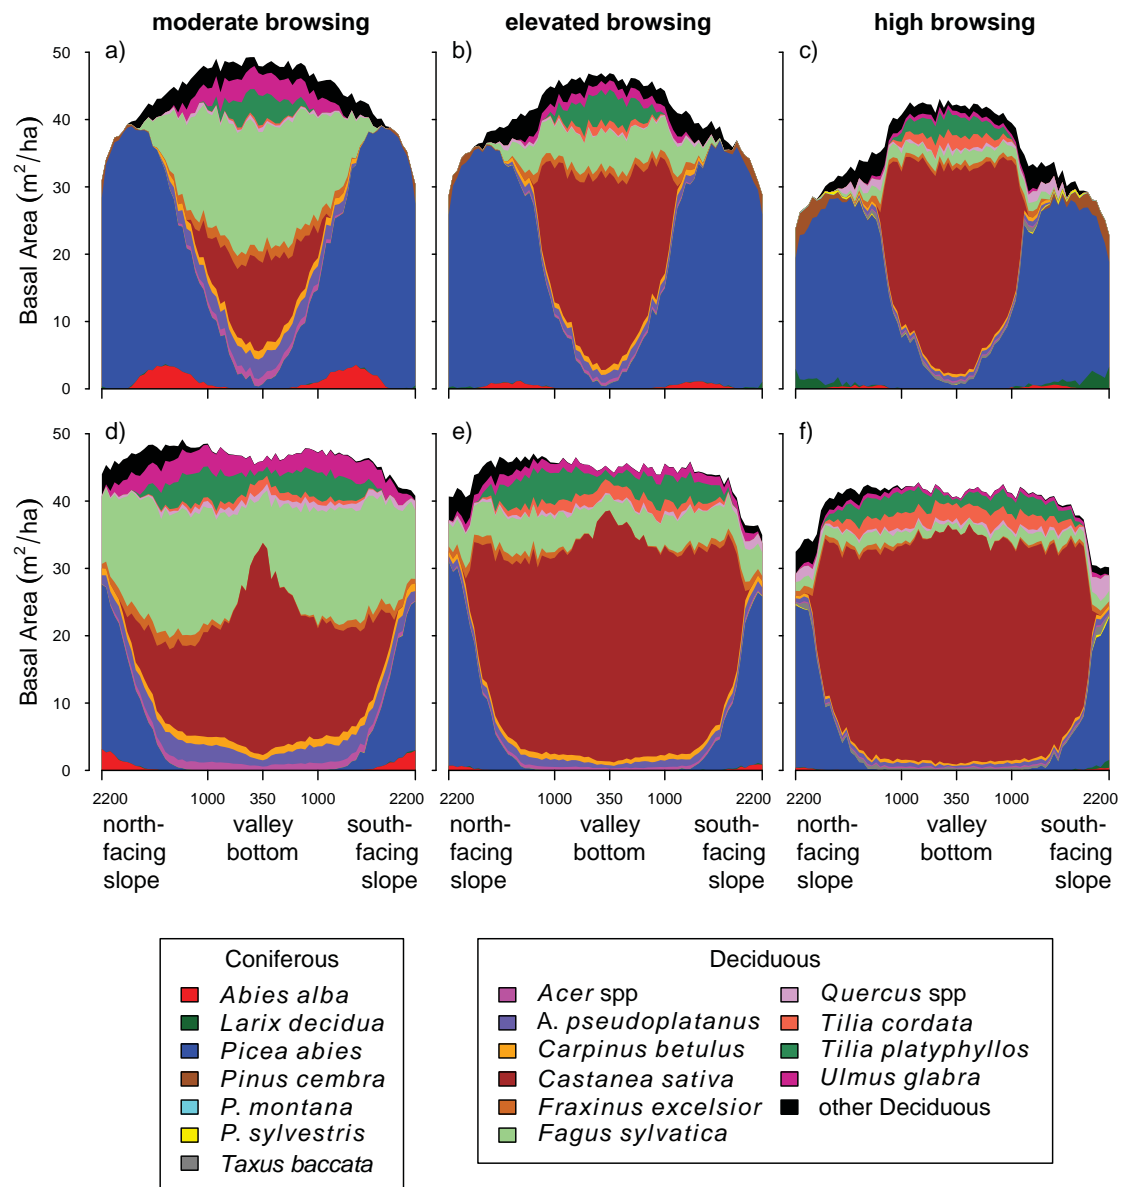 moderate browsing
elevated browsing
high browsing
a)
b)
c)
Basal Area (m²/ha)
50
40
30
20
10
0
d)
e)
f)
Basal Area (m²/ha)
50
40
30
20
10
0
2200 1000 350 1000 2200
2200 1000 350 1000 2200
2200 1000 350 1000 2200
north-facing slope
valley bottom
south-facing slope
north-facing slope
valley bottom
south-facing slope
north-facing slope
valley bottom
south-facing slope
Coniferous
Abies alba
Larix decidua
Picea abies
Pinus cembra
P. montana
P. sylvestris
Taxus baccata
Deciduous
Acer spp
A. pseudoplatanus
Carpinus betulus
Castanea sativa
Fraxinus excelsior
Fagus sylvatica
Quercus spp
Tilia cordata
Tilia platyphyllos
Ulmus glabra
other Deciduous